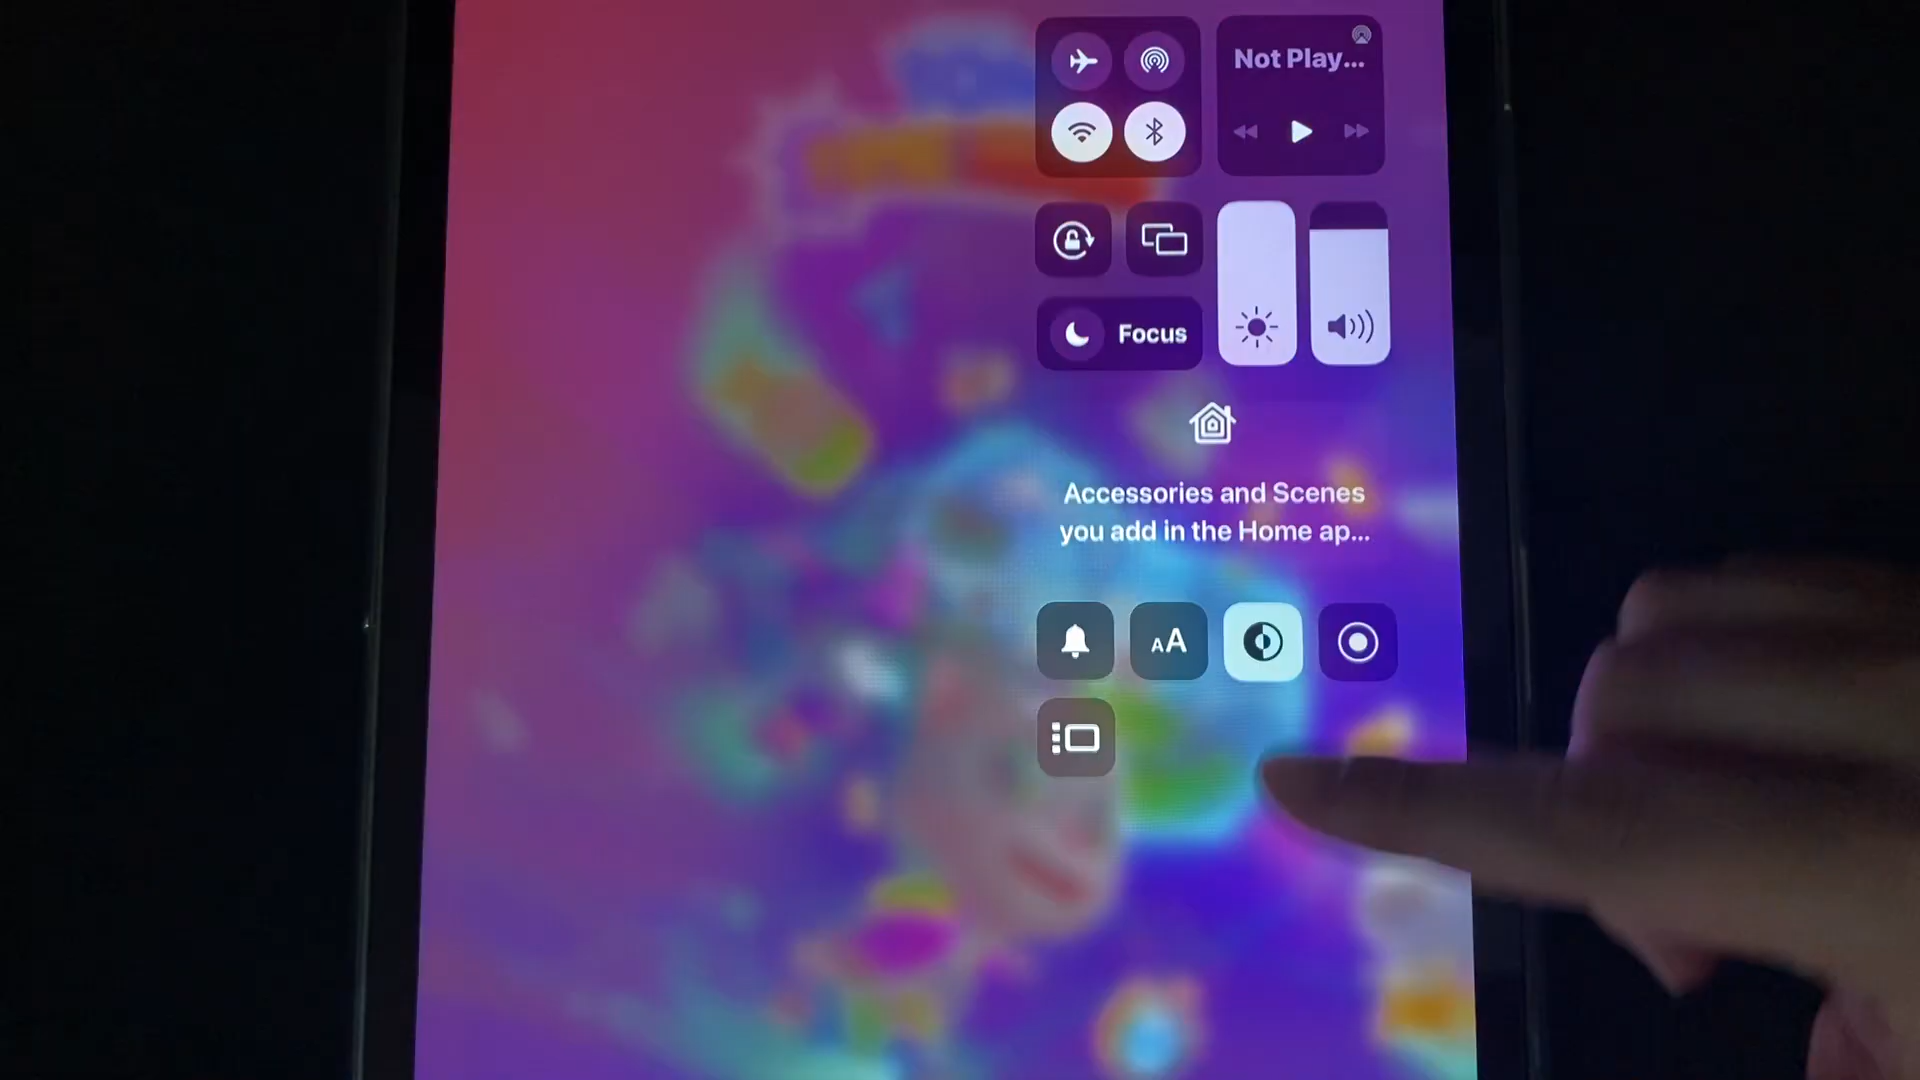 Not Play...
Focus
Accessories and Scenes
you add in the Home ap...
AA